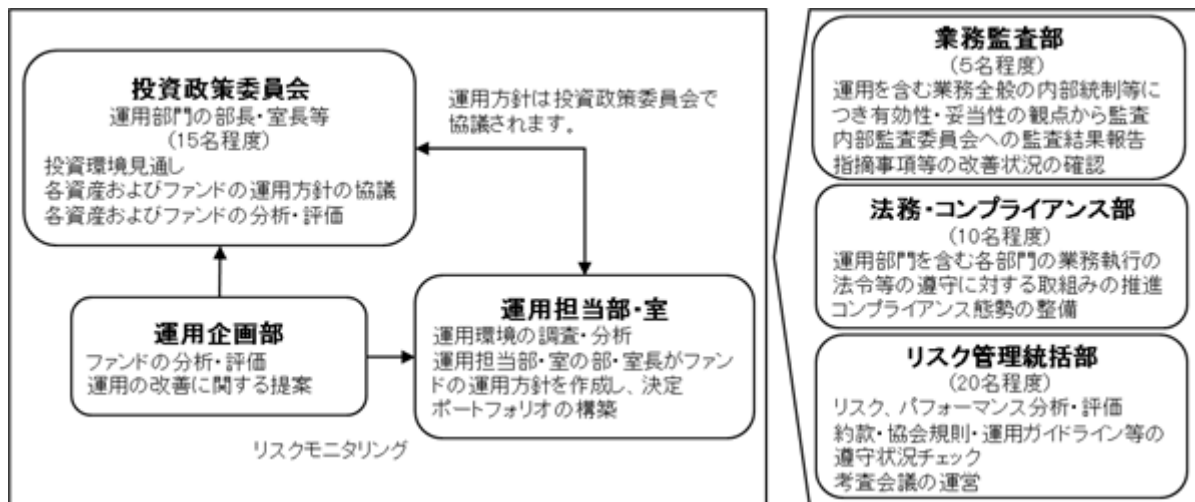 投資政策委員会
運用部門の部長・室長等
(15名程度)
投資環境見通し
各資産およびファンドの運用方針の協議
各資産およびファンドの分析・評価
運用方針は投資政策委員会で
協議されます。
運用企画部
ファンドの分析・評価
運用の改善に関する提案
運用担当部・室
運用環境の調査・分析
運用担当部・室の部・室長がファン
ドの運用方針を作成し、決定
ポートフォリオの構築
リスクモニタリング
業務監査部
(5名程度)
運用を含む業務全般の内部統制等に
つき有効性・妥当性の観点から監査
内部監査委員会への監査結果報告
指摘事項等の改善状況の確認
法務・コンプライアンス部
(10名程度)
運用部門を含む各部門の業務執行の
法令等の遵守に対する取組みの推進
コンプライアンス態勢の整備
リスク管理統括部
(20名程度)
リスク、パフォーマンス分析・評価
約款・協会規則・運用ガイドライン等の
遵守状況チェック
考査会議の運営